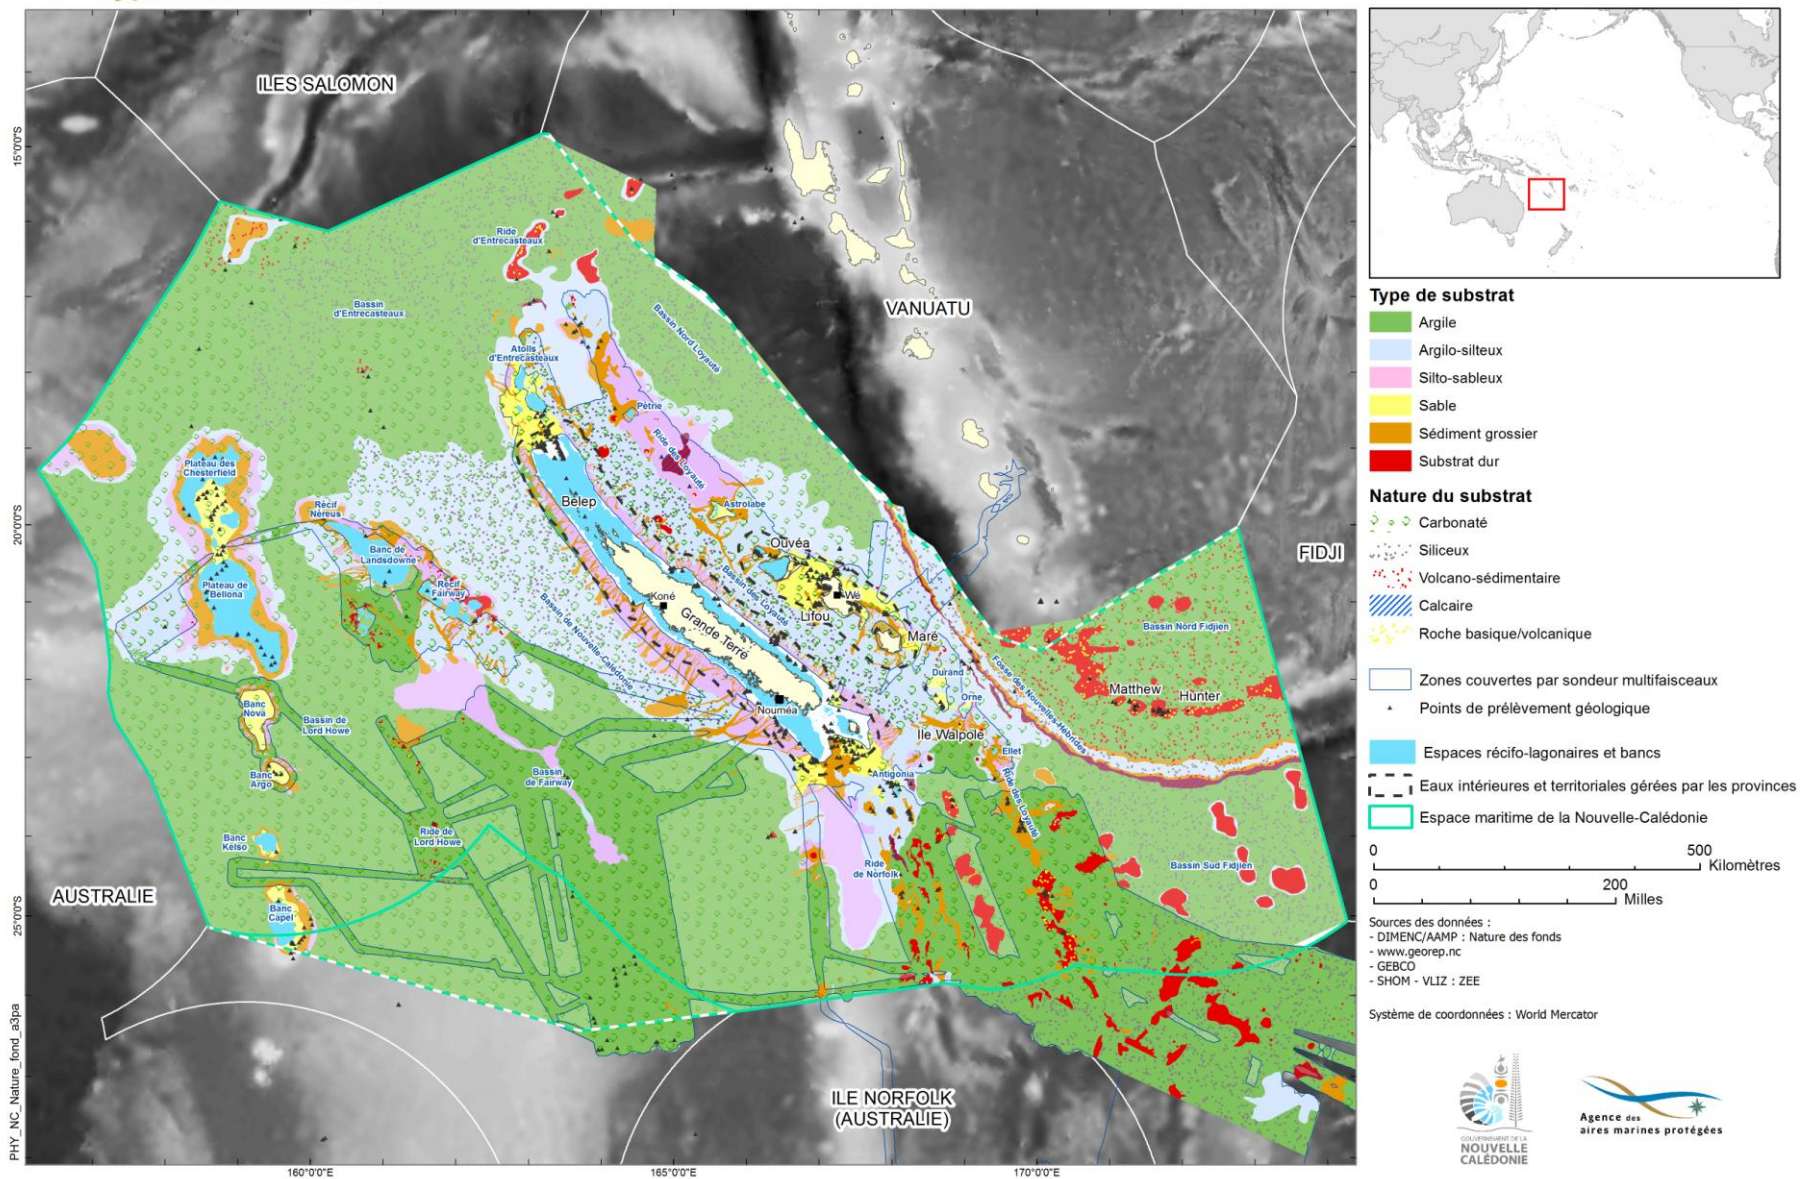 ILES SALOMON
VANUATU
FIDJI
AUSTRALIE
ILE NORFOLK
(AUSTRALIE)
15°0'0"S
20°0'0"S
25°0'0"S
160°0'0"E
165°0'0"E
170°0'0"E
PHY_NC_Nature_fond_a3pa
Ride
d'Entrecasteaux
Bassin
d'Entrecasteaux
Bassin Nord Loyauté
Atolls
d'Entrecasteaux
Pétrie
Ride des Loyauté
Plateau des
Chesterfield
Récif
Néreus
Banc de
Landsdowne
Récif
Fairway
Plateau de
Bellona
Bélep
Astrolabe
Ouvéa
Bassin des Loyauté
Wé
Lifou
Koné
Grande Terre
Maré
Bassin de Nouvelle-Calédonie
Nouméa
Durand
Orne
Ile Walpole
Fosse des Nouvelles-Hébrides
Bassin Nord Fidjien
Matthew
Hunter
Banc
Nova
Bassin de
Lord Howe
Banc
Argo
Bassin
de Fairway
Antigonia
Ellet
Ride des Loyauté
Banc
Kelso
Ride de
Lord Howe
Ride
de Norfolk
Bassin Sud Fidjien
Banc
Capel
Type de substrat
Argile
Argilo-silteux
Silto-sableux
Sable
Sédiment grossier
Substrat dur
Nature du substrat
Carbonaté
Siliceux
Volcano-sédimentaire
Calcaire
Roche basique/volcanique
Zones couvertes par sondeur multifaisceaux
Points de prélèvement géologique
Espaces récifo-lagonaires et bancs
Eaux intérieures et territoriales gérées par les provinces
Espace maritime de la Nouvelle-Calédonie
0 500
Kilomètres
0 200
Milles
Sources des données :
- DIMENC/AAMP : Nature des fonds
- www.georep.nc
- GEBCO
- SHOM - VLIZ : ZEE
Système de coordonnées : World Mercator
GOUVERNEMENT DE LA
NOUVELLE
CALÉDONIE
Agence des
aires marines protégées